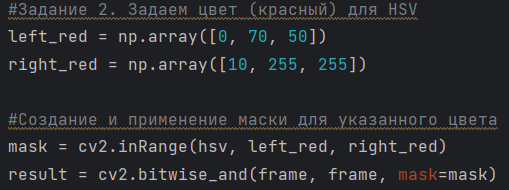 #Задание 2. Задаем цвет (красный) для HSV
left_red = np.array([0, 70, 50])
right_red = np.array([10, 255, 255])
#Создание и применение маски для указанного цвета
mask = cv2.inRange(hsv, left_red, right_red)
result = cv2.bitwise_and(frame, frame, mask=mask)